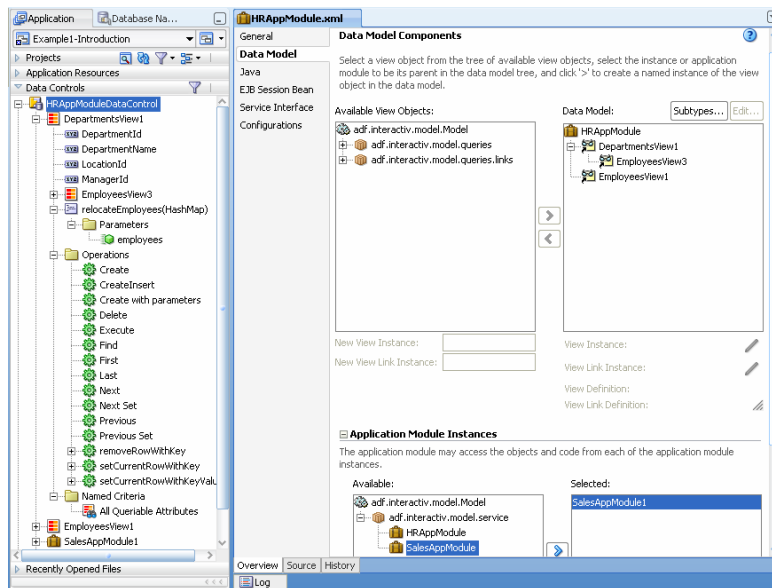 Application
Database Na...
Example1-Introduction
Projects
Application Resources
Data Controls
HRAppModuleDataControl
DepartmentsView1
DepartmentId
DepartmentName
LocationId
ManagerId
EmployeesView3
relocateEmployees(HashMap)
Parameters
employees
Operations
Create
CreateInsert
Create with parameters
Delete
Execute
Find
First
Last
Next
Next Set
Previous
Previous Set
removeRowWithKey
setCurrentRowWithKey
setCurrentRowWithKeyValu
Named Criteria
All Queriable Attributes
EmployeesView1
SalesAppModule1
Recently Opened Files
HRAppModule.xml
General
Data Model
Java
EJB Session Bean
Service Interface
Configurations
Data Model Components
Select a view object from the tree of available view objects, select the instance or application
module to be its parent in the data model tree, and click '>' to create a named instance of the view
object in the data model.
Available View Objects:
adf.interactiv.model.Model
adf.interactiv.model.queries
adf.interactiv.model.queries.links
Data Model:
Subtypes...
Edit...
HRAppModule
DepartmentsView1
EmployeesView3
EmployeesView1
New View Instance:
New View Link Instance:
View Instance:
View Link Instance:
View Definition:
View Link Definition:
Application Module Instances
The application module may access the objects and code from each of the application module
instances.
Available:
adf.interactiv.model.Model
adf.interactiv.model.service
HRAppModule
SalesAppModule
Selected:
SalesAppModule1
Overview
Source
History
Log